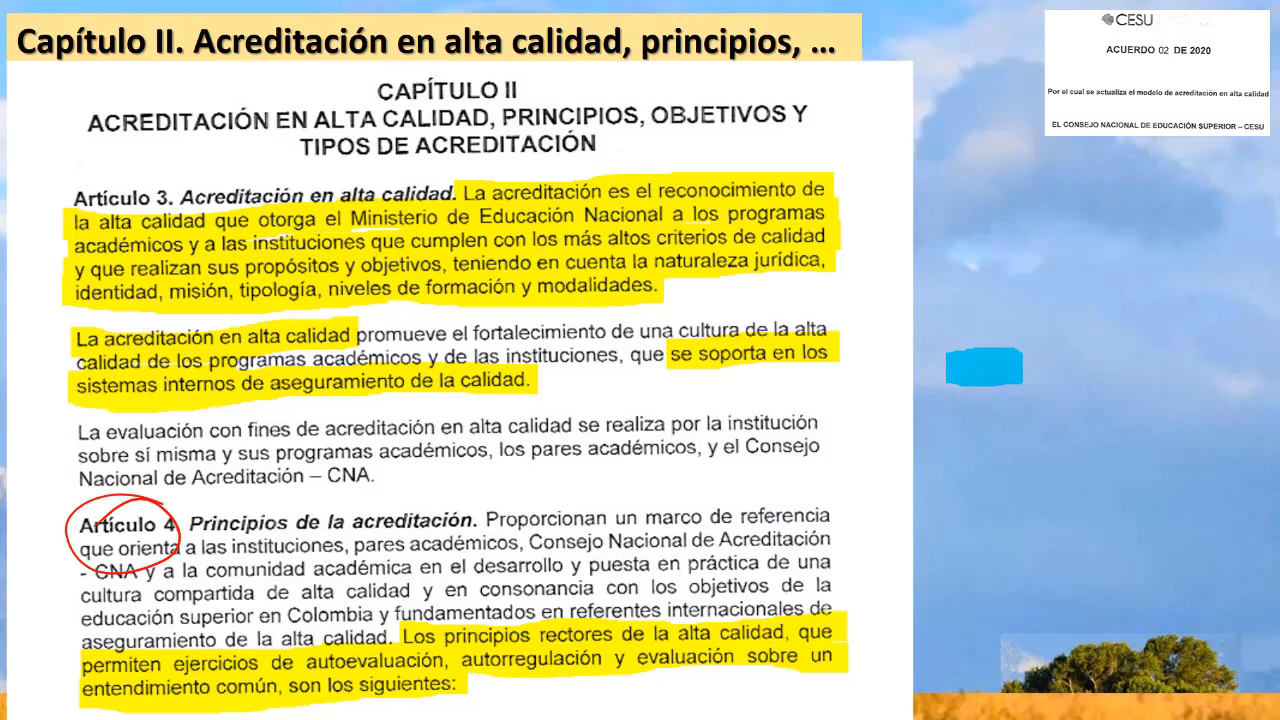 Capítulo II. Acreditación en alta calidad, principios, ...
CESU
ACUERDO 02 DE 2020
Por el cual se actualiza el modelo de acreditación en alta calidad
EL CONSEJO NACIONAL DE EDUCACIÓN SUPERIOR – CESU
CAPÍTULO II
ACREDITACIÓN EN ALTA CALIDAD, PRINCIPIOS, OBJETIVOS Y
TIPOS DE ACREDITACIÓN
Artículo 3. Acreditación en alta calidad. La acreditación es el reconocimiento de
la alta calidad que otorga el Ministerio de Educación Nacional a los programas
académicos y a las instituciones que cumplen con los más altos criterios de calidad
y que realizan sus propósitos y objetivos, teniendo en cuenta la naturaleza jurídica,
identidad, misión, tipología, niveles de formación y modalidades.
La acreditación en alta calidad promueve el fortalecimiento de una cultura de la alta
calidad de los programas académicos y de las instituciones, que se soporta en los
sistemas internos de aseguramiento de la calidad.
La evaluación con fines de acreditación en alta calidad se realiza por la institución
sobre sí misma y sus programas académicos, los pares académicos, y el Consejo
Nacional de Acreditación – CNA.
Artículo 4 Principios de la acreditación. Proporcionan un marco de referencia
que orienta a las instituciones, pares académicos, Consejo Nacional de Acreditación
- CNA y a la comunidad académica en el desarrollo y puesta en práctica de una
cultura compartida de alta calidad y en consonancia con los objetivos de la
educación superior en Colombia y fundamentados en referentes internacionales de
aseguramiento de la alta calidad. Los principios rectores de la alta calidad, que
permiten ejercicios de autoevaluación, autorregulación y evaluación sobre un
entendimiento común, son los siguientes: